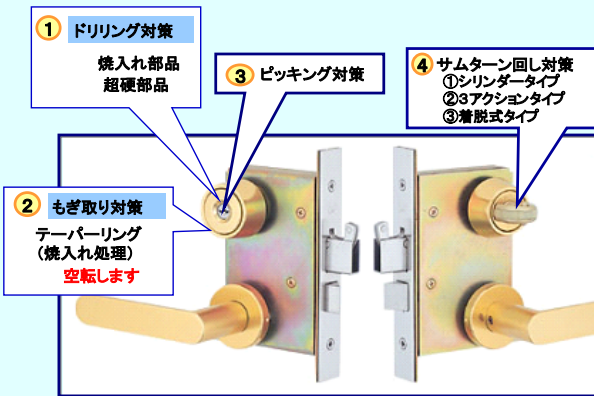 ① ドリリング対策
焼入れ部品
超硬部品
② もぎ取り対策
テーパーリング
(焼入れ処理)
空転します
③ ピッキング対策
④ サムターン回し対策
①シリンダータイプ
②3アクションタイプ
③着脱式タイプ